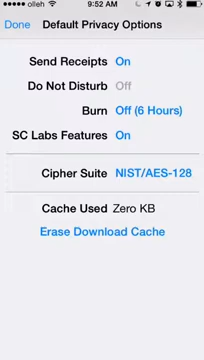 olleh 9:52 AM
Done Default Privacy Options
Send Receipts On
Do Not Disturb Off
Burn Off (6 Hours)
SC Labs Features On
Cipher Suite NIST/AES-128
Cache Used Zero KB
Erase Download Cache